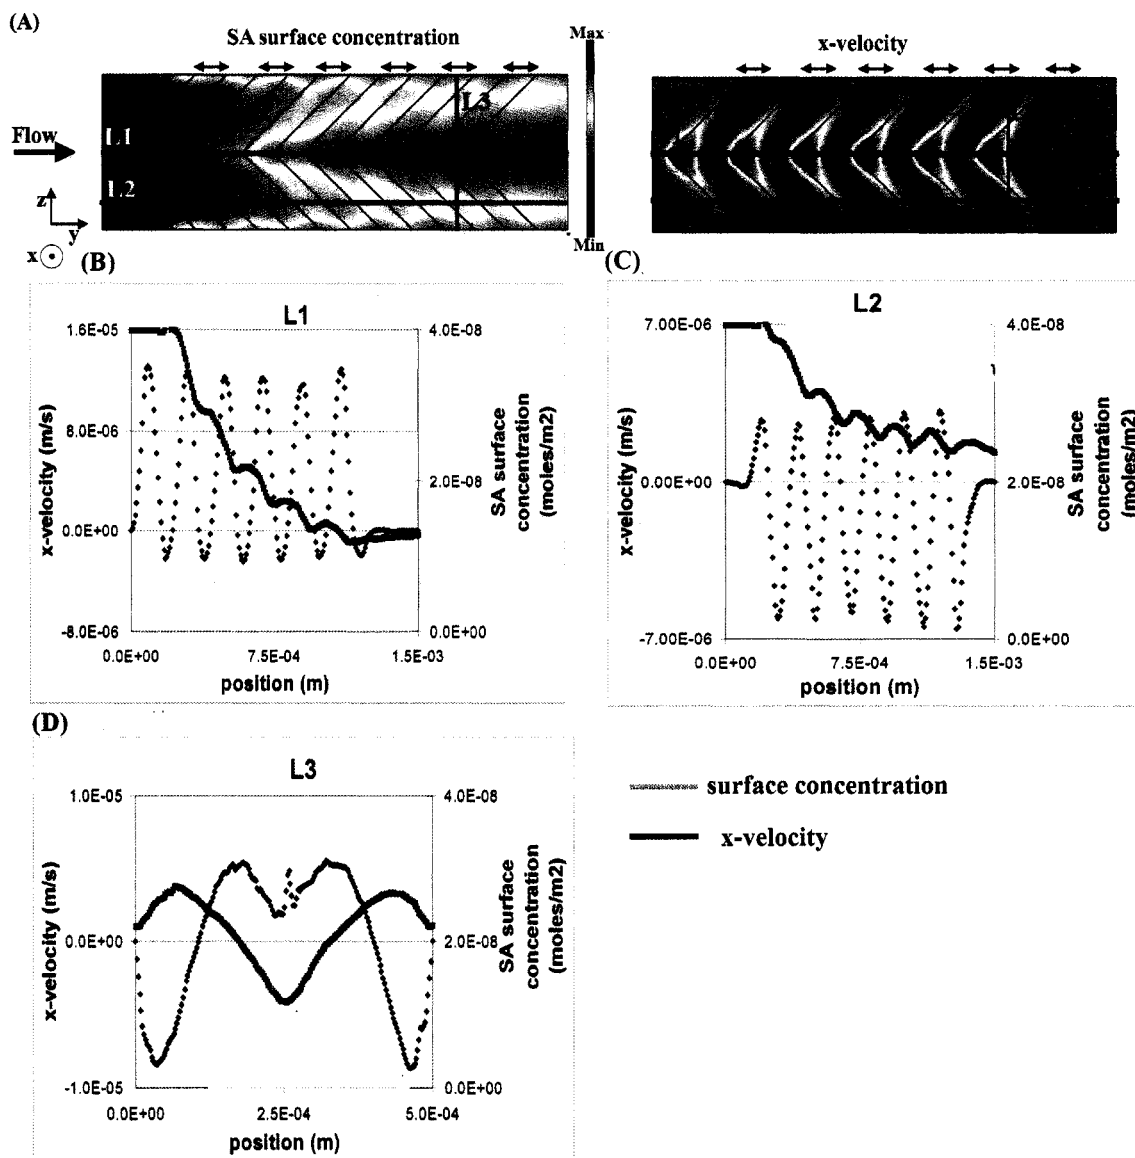 (A)
SA surface concentration
Max
x-velocity
L3
L1
Flow
L2
z
y
x
Min
(B)
(C)
L1
1.6E-05
4.0E-08
8.0E-06
2.0E-08
0.0E+00
-8.0E-06
0.0E+00
0.0E+00
7.5E-04
1.5E-03
x-velocity (m/s)
SA surface
concentration
(moles/m2)
position (m)
L2
7.00E-06
4.0E-08
0.00E+00
2.0E-08
-7.00E-06
0.0E+00
0.0E+00
7.5E-04
1.5E-03
x-velocity (m/s)
SA surface
concentration
(moles/m2)
position (m)
(D)
L3
1.0E-05
4.0E-08
0.0E+00
2.0E-08
-1.0E-05
0.0E+00
0.0E+00
2.5E-04
5.0E-04
x-velocity (m/s)
SA surface
concentration
(moles/m2)
position (m)
surface concentration
x-velocity